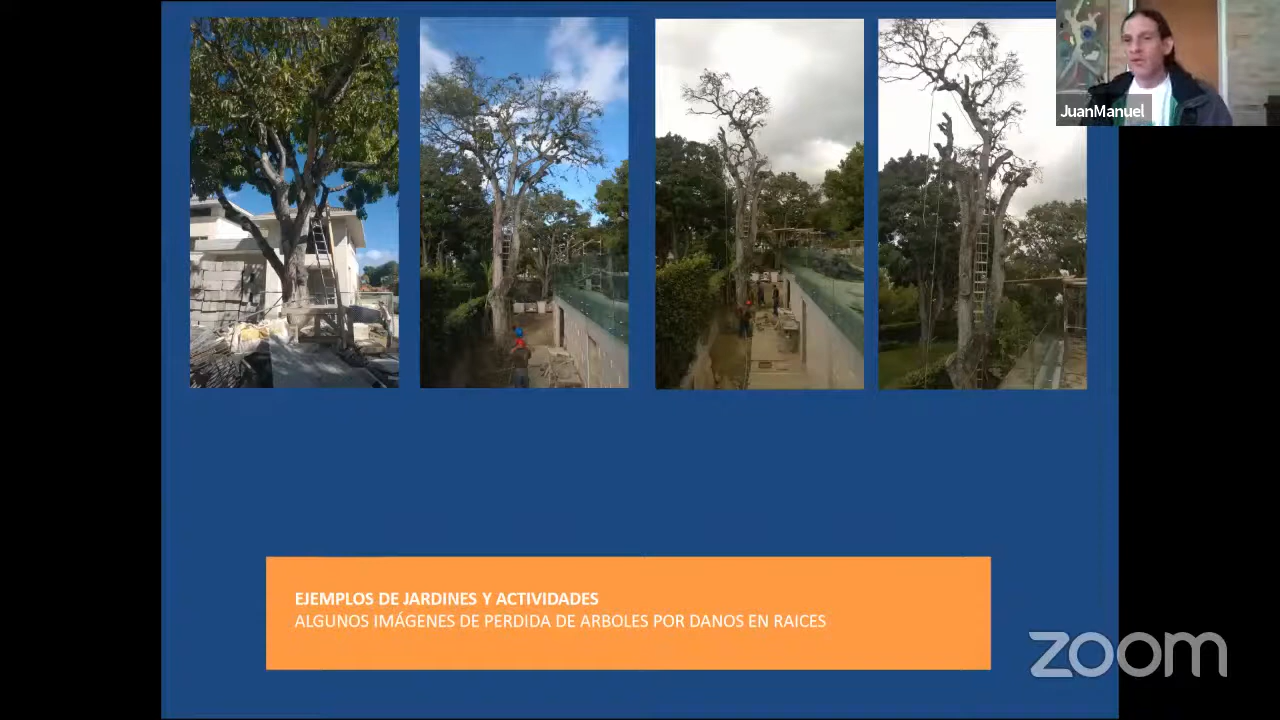 JuanManuel
EJEMPLOS DE JARDINES Y ACTIVIDADES
ALGUNOS IMÁGENES DE PERDIDA DE ARBOLES POR DANOS EN RAICES
zoom